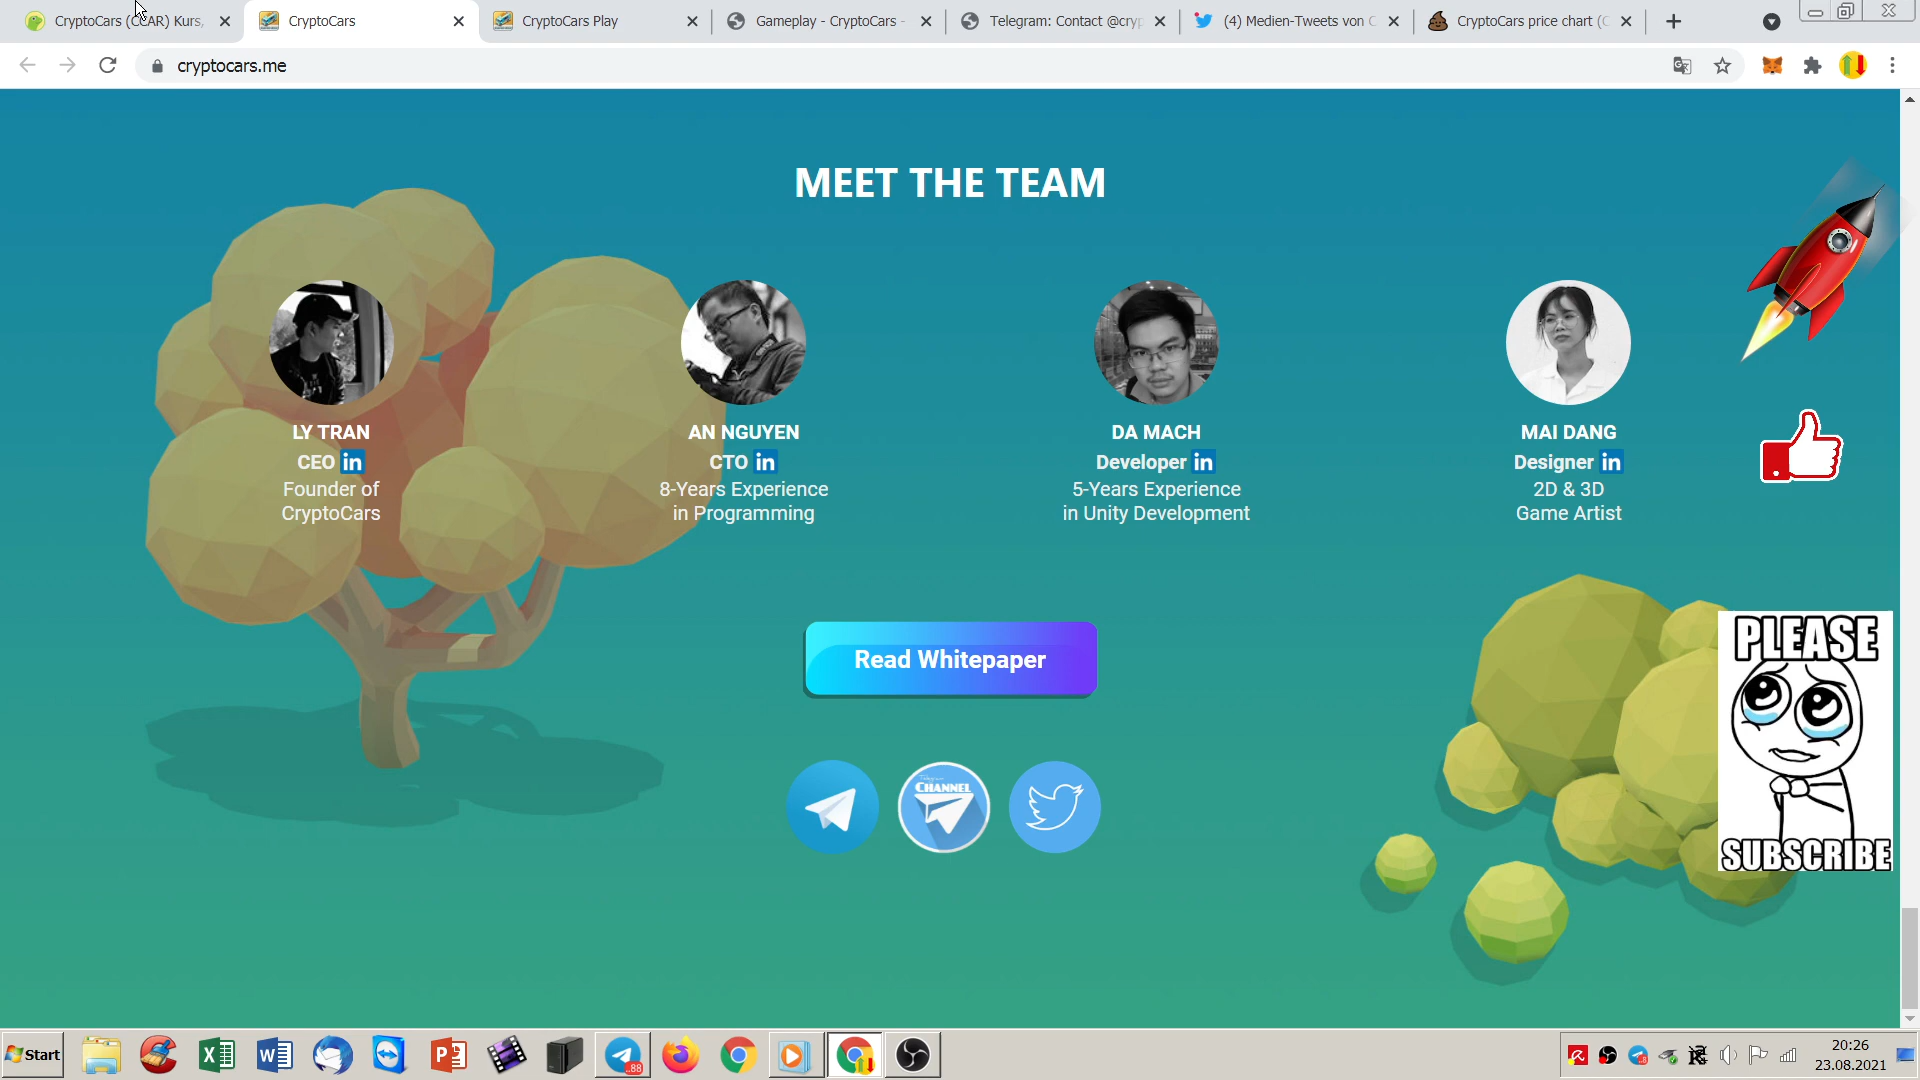 CryptoCars (CCAR) Kurs,
CryptoCars
CryptoCars Play
Gameplay - CryptoCars -
Telegram: Contact @cryp
(4) Medien-Tweets von C
CryptoCars price chart (C
cryptocars.me
MEET THE TEAM
LY TRAN
CEO in
Founder of
CryptoCars
AN NGUYEN
CTO in
8-Years Experience
in Programming
DA MACH
Developer in
5-Years Experience
in Unity Development
MAI DANG
Designer in
2D & 3D
Game Artist
Read Whitepaper
Telegram
CHANNEL
PLEASE
SUBSCRIBE
Start
..88
20:26
23.08.2021